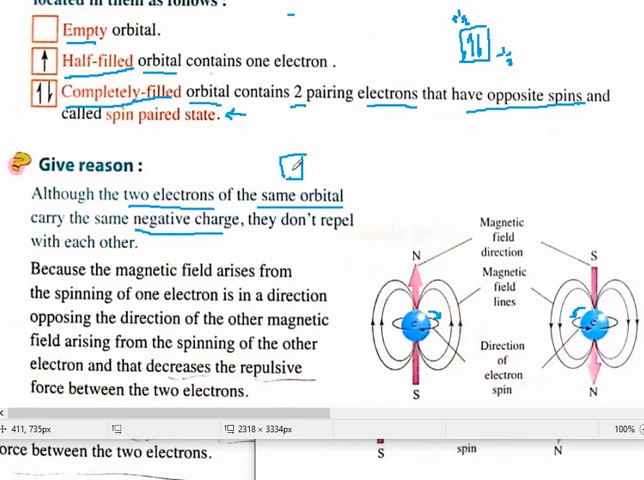 located in them as follows :
Empty orbital.
Half-filled orbital contains one electron .
Completely-filled orbital contains 2 pairing electrons that have opposite spins and
called spin paired state.
Give reason :
Although the two electrons of the same orbital
carry the same negative charge, they don't repel
with each other.
Because the magnetic field arises from
the spinning of one electron is in a direction
opposing the direction of the other magnetic
field arising from the spinning of the other
electron and that decreases the repulsive
force between the two electrons.
Magnetic
field
direction
N
S
Magnetic
field
lines
Direction
of
electron
spin
S
N
411, 735px
2318 × 3334px
100%
orce between the two electrons.
S
spin
N